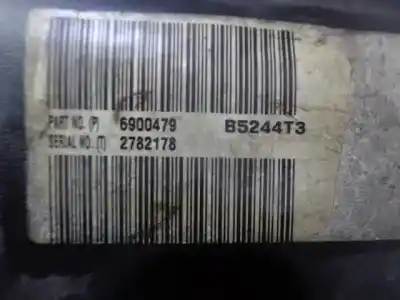 PART NO. (P) 6900479 B5244T3
SERIAL NO. (T) 2782178